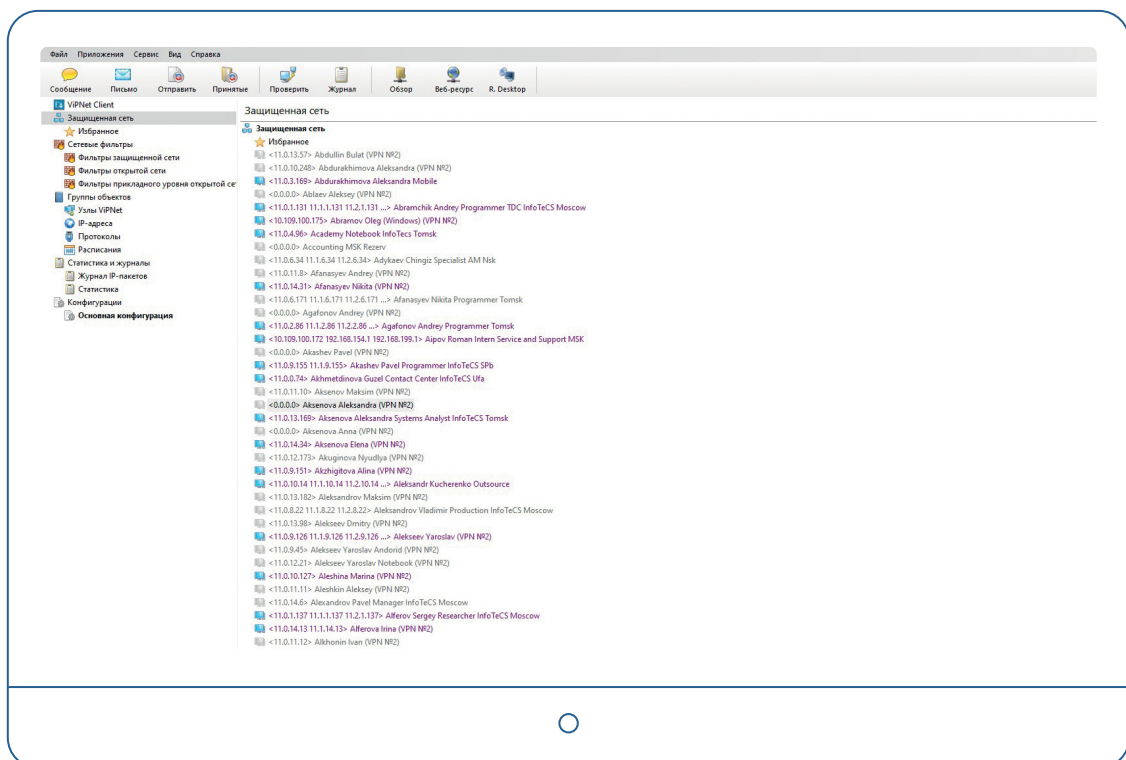 Файл Приложения Сервис Вид Справка
Сообщение Письмо Отправить Принятые Проверить Журнал Обзор Веб-ресурс R. Desktop
ViPNet Client
Защищенная сеть
Избранное
Сетевые фильтры
Фильтры защищенной сети
Фильтры открытой сети
Фильтры прикладного уровня открытой се
Группы объектов
Узлы ViPNet
IP-адреса
Протоколы
Расписания
Статистика и журналы
Журнал IP-пакетов
Статистика
Конфигурации
Основная конфигурация
Защищенная сеть
Защищенная сеть
Избранное
<11.0.13.57> Abdullin Bulat (VPN №2)
<11.0.10.248> Abdurakhimova Aleksandra (VPN №2)
<11.0.3.169> Abdurakhimova Aleksandra Mobile
<0.0.0.0> Ablaev Aleksey (VPN №2)
<11.0.1.131 11.1.1.131 11.2.1.131 ...> Abramchik Andrey Programmer TDC InfoTeCS Moscow
<10.109.100.175> Abramov Oleg (Windows) (VPN №2)
<11.0.4.96> Academy Notebook InfoTecs Tomsk
<0.0.0.0> Accounting MSK Rezerv
<11.0.6.34 11.1.6.34 11.2.6.34> Adykaev Chingiz Specialist AM Nsk
<11.0.11.8> Afanasyev Andrey (VPN №2)
<11.0.14.31> Afanasyev Nikita (VPN №2)
<11.0.6.171 11.1.6.171 11.2.6.171 ...> Afanasyev Nikita Programmer Tomsk
<0.0.0.0> Agafonov Andrey (VPN №2)
<11.0.2.86 11.1.2.86 11.2.2.86 ...> Agafonov Andrey Programmer Tomsk
<10.109.100.172 192.168.154.1 192.168.199.1> Aipov Roman Intern Service and Support MSK
<0.0.0.0> Akashev Pavel (VPN №2)
<11.0.9.155 11.1.9.155> Akashev Pavel Programmer InfoTeCS SPb
<11.0.0.74> Akhmetdinova Guzel Contact Center InfoTeCS Ufa
<11.0.11.10> Aksenov Maksim (VPN №2)
<0.0.0.0> Aksenova Aleksandra (VPN №2)
<11.0.13.169> Aksenova Aleksandra Systems Analyst InfoTeCS Tomsk
<0.0.0.0> Aksenova Anna (VPN №2)
<11.0.14.34> Aksenova Elena (VPN №2)
<11.0.12.173> Akuginova Nyudlya (VPN №2)
<11.0.9.151> Akzhigitova Alina (VPN №2)
<11.0.10.14 11.1.10.14 11.2.10.14 ...> Aleksandr Kucherenko Outsource
<11.0.13.182> Aleksandrov Maksim (VPN №2)
<11.0.8.22 11.1.8.22 11.2.8.22> Aleksandrov Vladimir Production InfoTeCS Moscow
<11.0.13.98> Alekseev Dmitry (VPN №2)
<11.0.9.126 11.1.9.126 11.2.9.126 ...> Alekseev Yaroslav (VPN №2)
<11.0.9.45> Alekseev Yaroslav Andorid (VPN №2)
<11.0.12.21> Alekseev Yaroslav Notebook (VPN №2)
<11.0.10.127> Aleshina Marina (VPN №2)
<11.0.11.11> Aleshkin Aleksey (VPN №2)
<11.0.14.6> Alexandrov Pavel Manager InfoTeCS Moscow
<11.0.1.137 11.1.1.137 11.2.1.137> Alferov Sergey Researcher InfoTeCS Moscow
<11.0.14.13 11.1.14.13> Alferova Irina (VPN №2)
<11.0.11.12> Alkhonin Ivan (VPN №2)